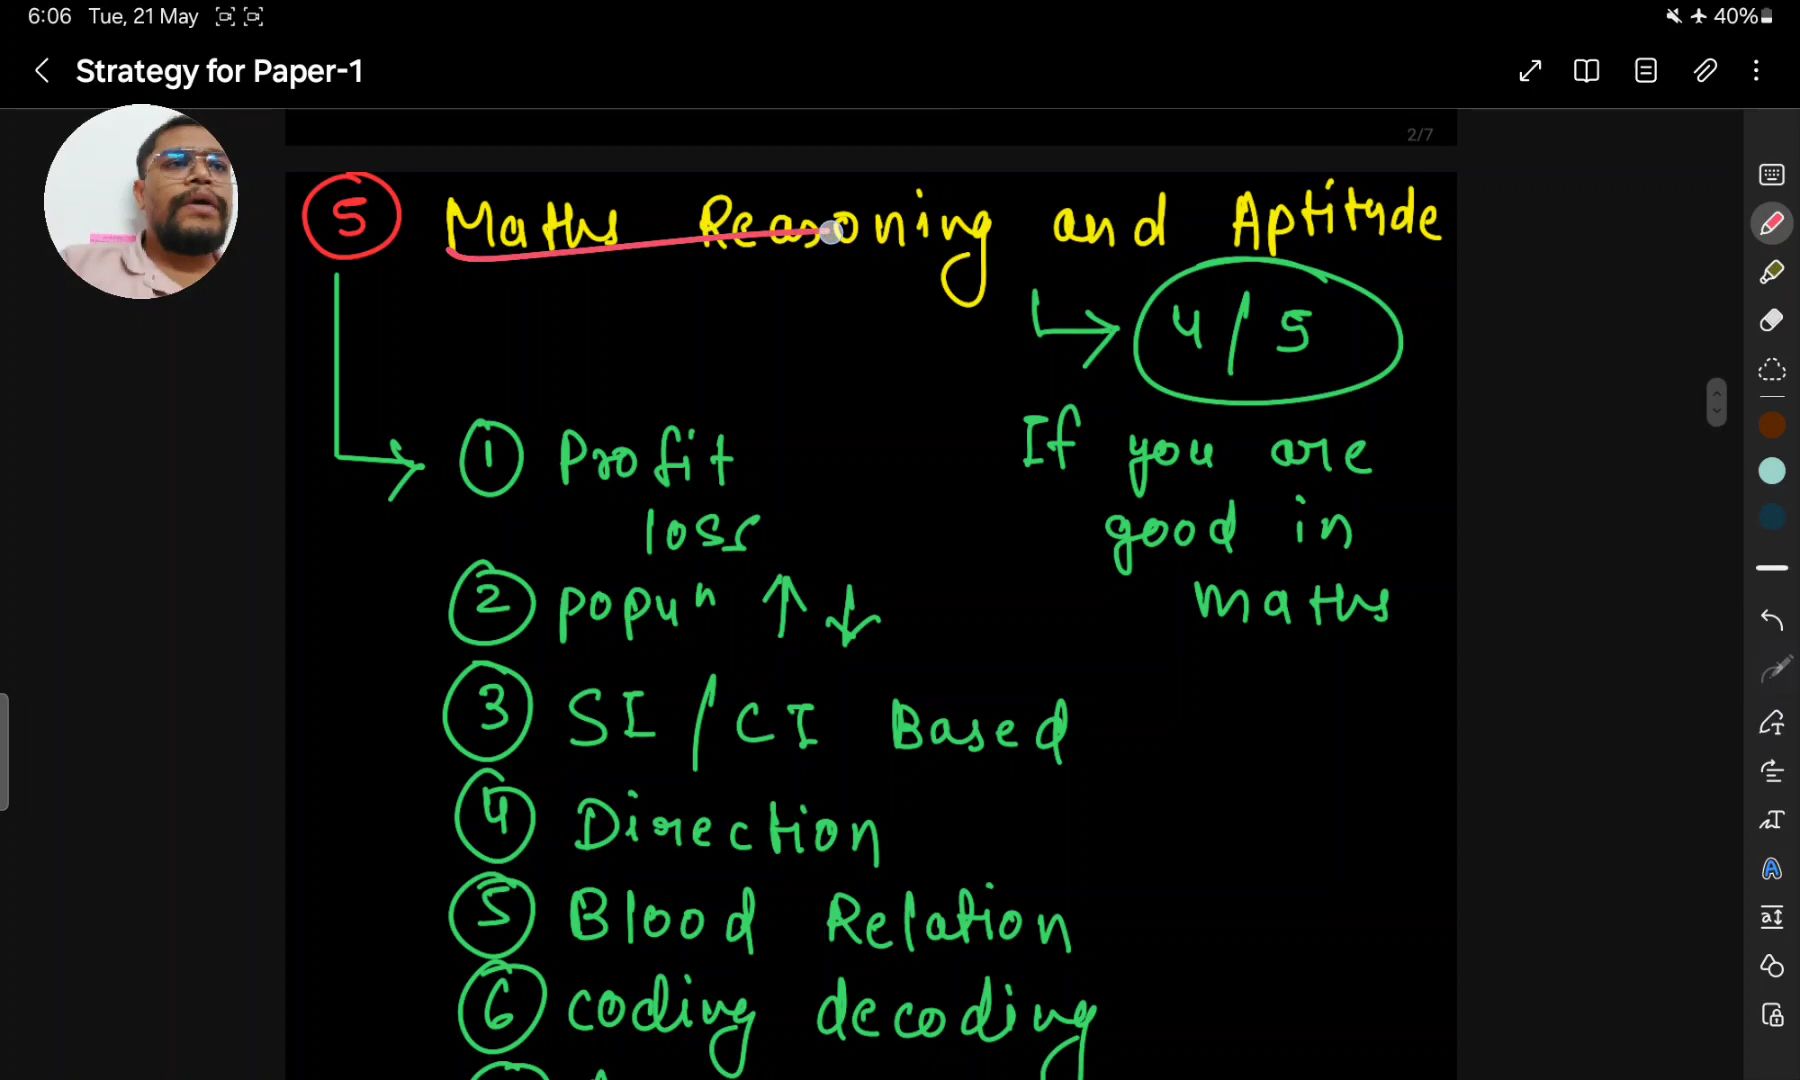 6:06 Tue, 21 May
40%
Strategy for Paper-1
2/7
5 Maths Reasoning and Aptitude
4/5
If you are
good in
maths
1 Profit
loss
2 popuⁿ ↑ ↓
3 SI / CI Based
4 Direction
5 Blood Relation
6 coding decoding